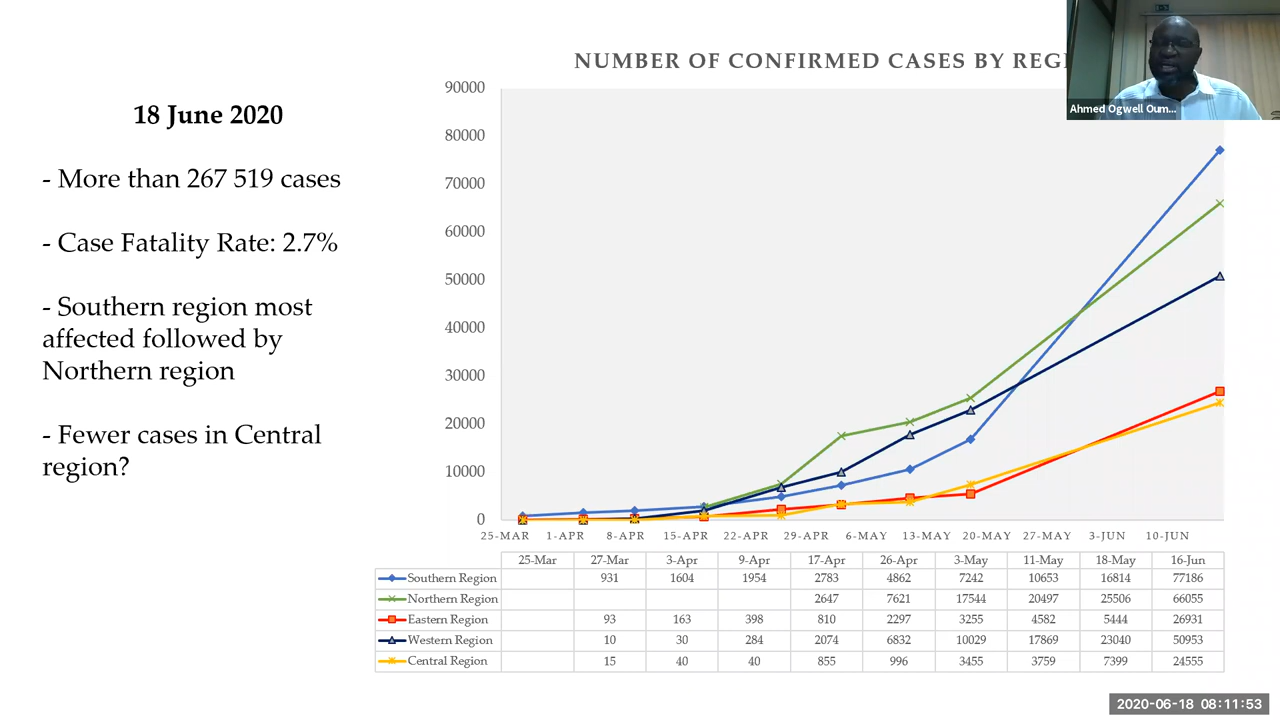 NUMBER OF CONFIRMED CASES BY
Ahmed Ogwell Oum...
18 June 2020
- More than 267 519 cases
- Case Fatality Rate: 2.7%
- Southern region most
affected followed by
Northern region
- Fewer cases in Central
region?
90000
80000
70000
60000
50000
40000
30000
20000
10000
0
25-MAR 1-APR 8-APR 15-APR 22-APR 29-APR 6-MAY 13-MAY 20-MAY 27-MAY 3-JUN 10-JUN
25-Mar 27-Mar 3-Apr 9-Apr 17-Apr 26-Apr 3-May 11-May 18-May 16-Jun
Southern Region 931 1604 1954 2783 4862 7242 10653 16814 77186
Northern Region 2647 7621 17544 20497 25506 66055
Eastern Region 93 163 398 810 2297 3255 4582 5444 26931
Western Region 10 30 284 2074 6832 10029 17869 23040 50953
Central Region 15 40 40 855 996 3455 3759 7399 24555
2020-06-18 08:11:53